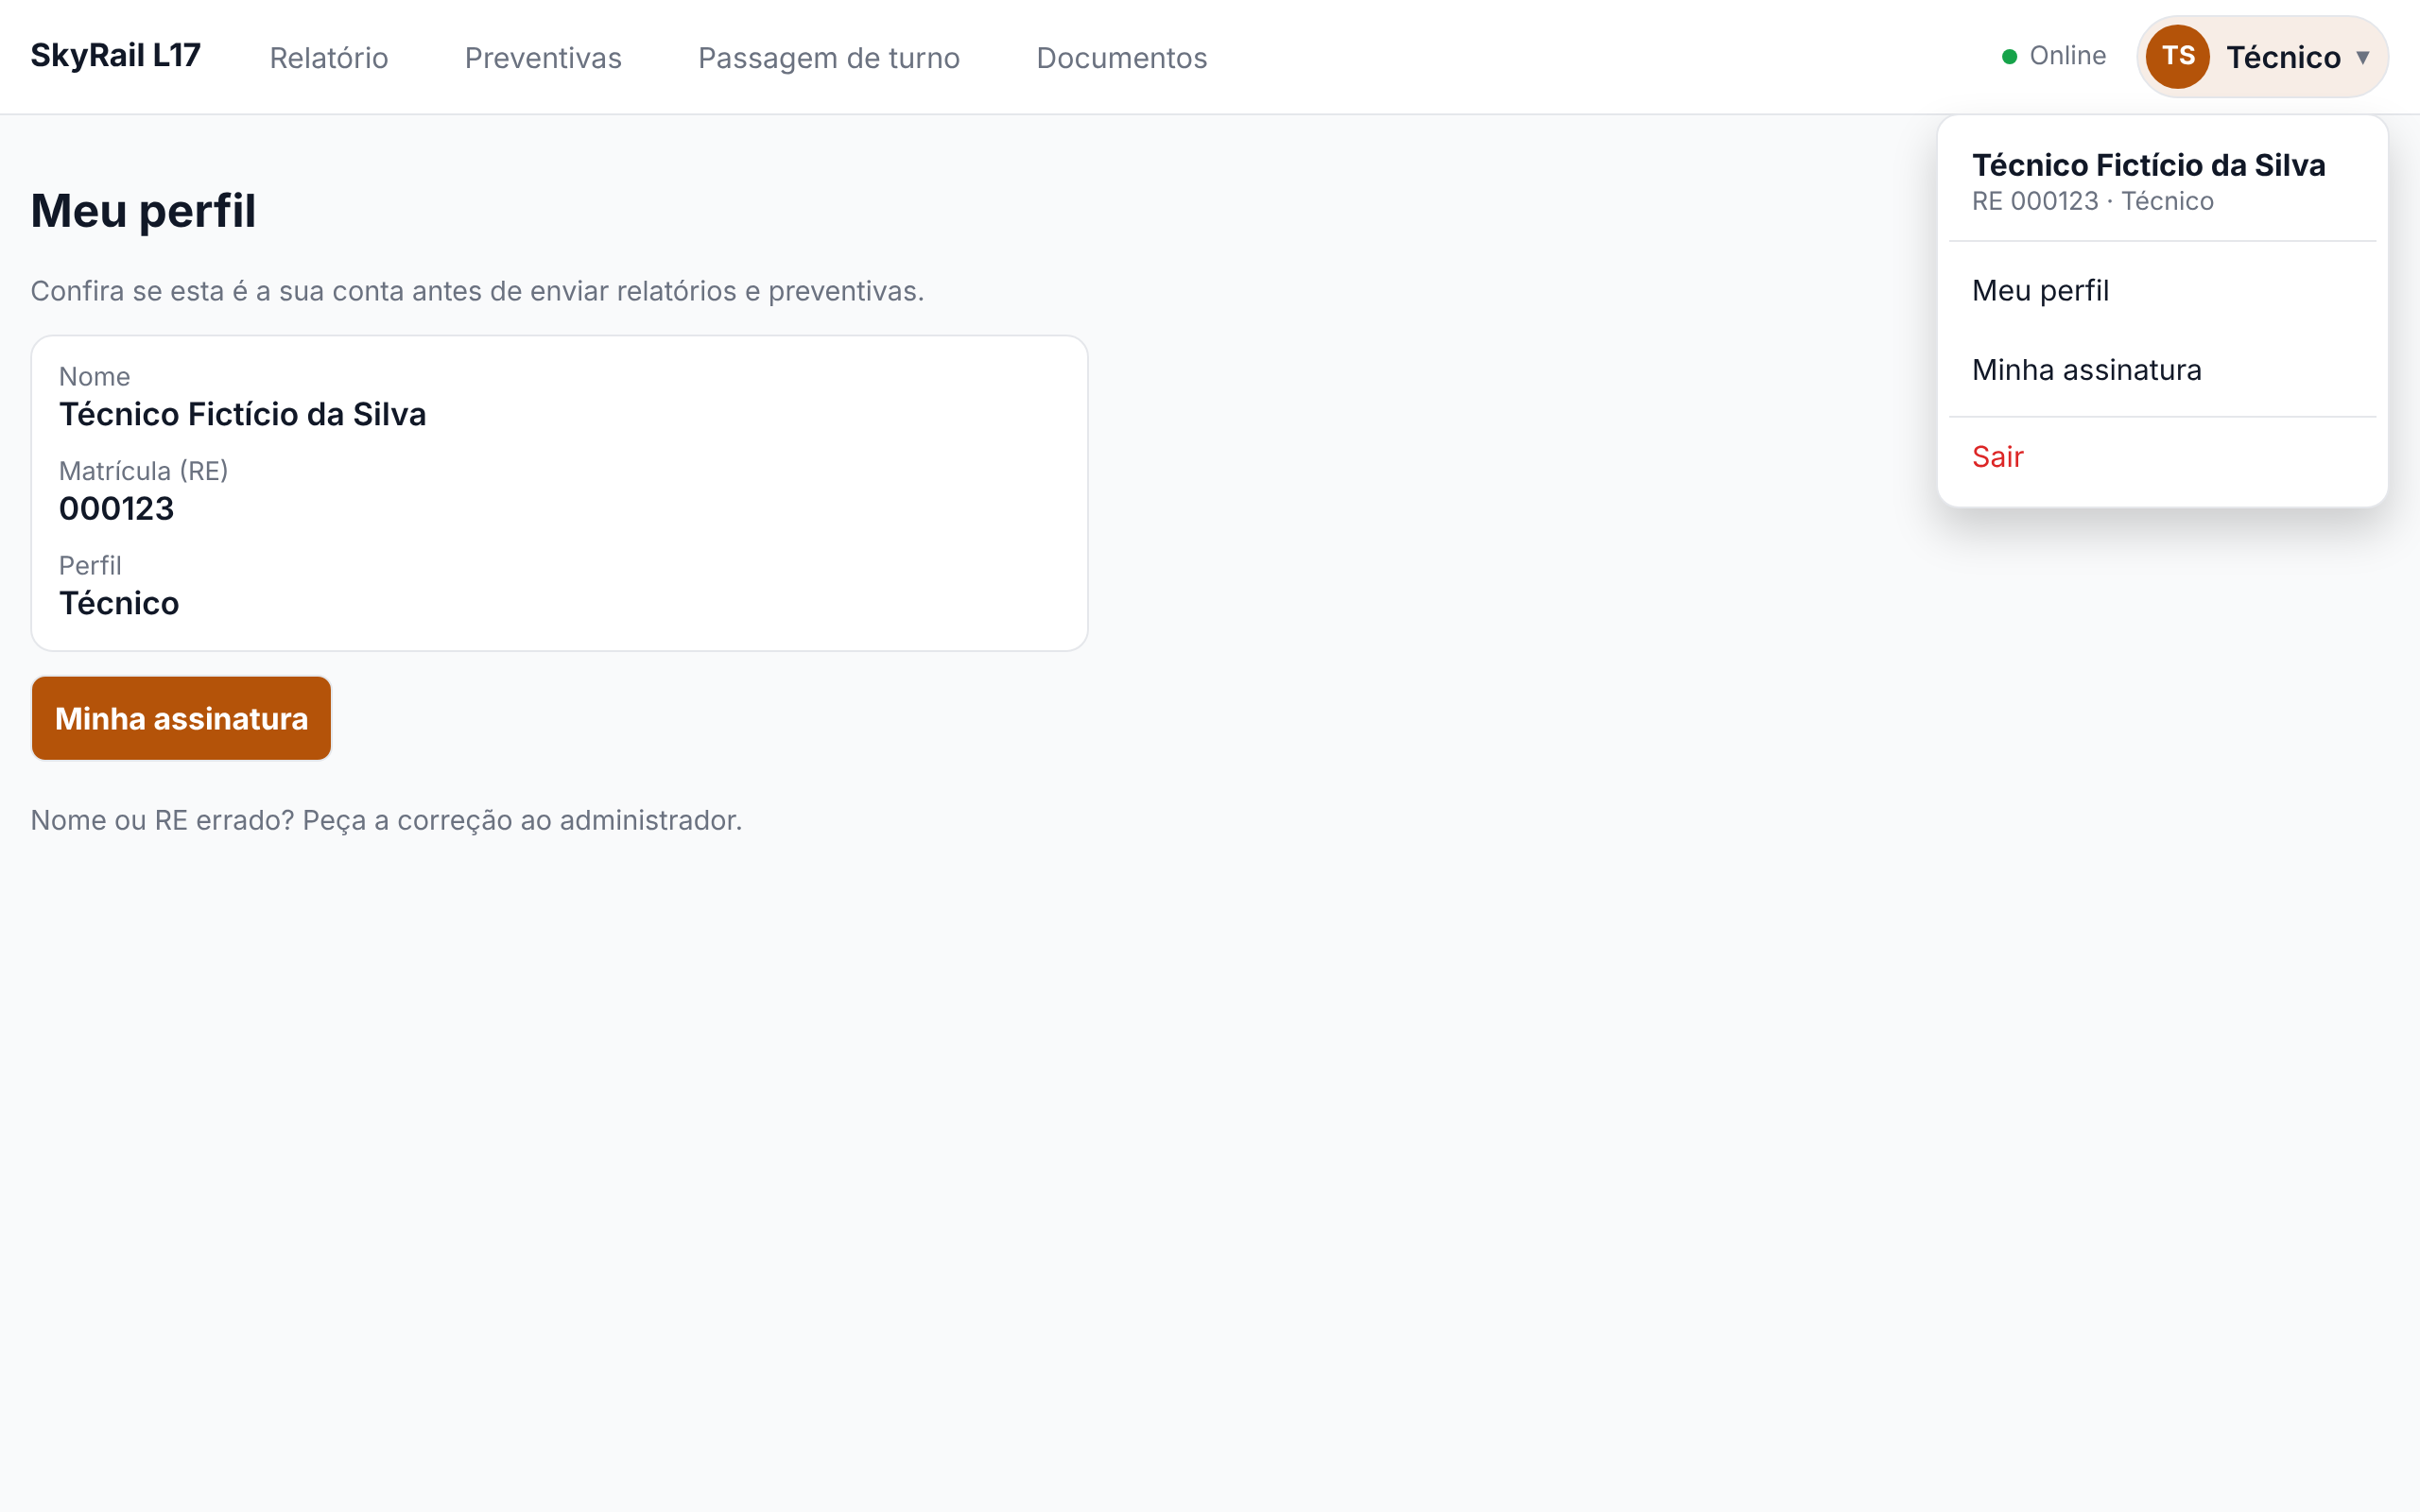 SkyRail L17
Relatório
Preventivas
Passagem de turno
Documentos
Online
TS
Técnico ▼
Técnico Fictício da Silva
RE 000123 · Técnico
Meu perfil
Minha assinatura
Sair
Meu perfil
Confira se esta é a sua conta antes de enviar relatórios e preventivas.
Nome
Técnico Fictício da Silva
Matrícula (RE)
000123
Perfil
Técnico
Minha assinatura
Nome ou RE errado? Peça a correção ao administrador.